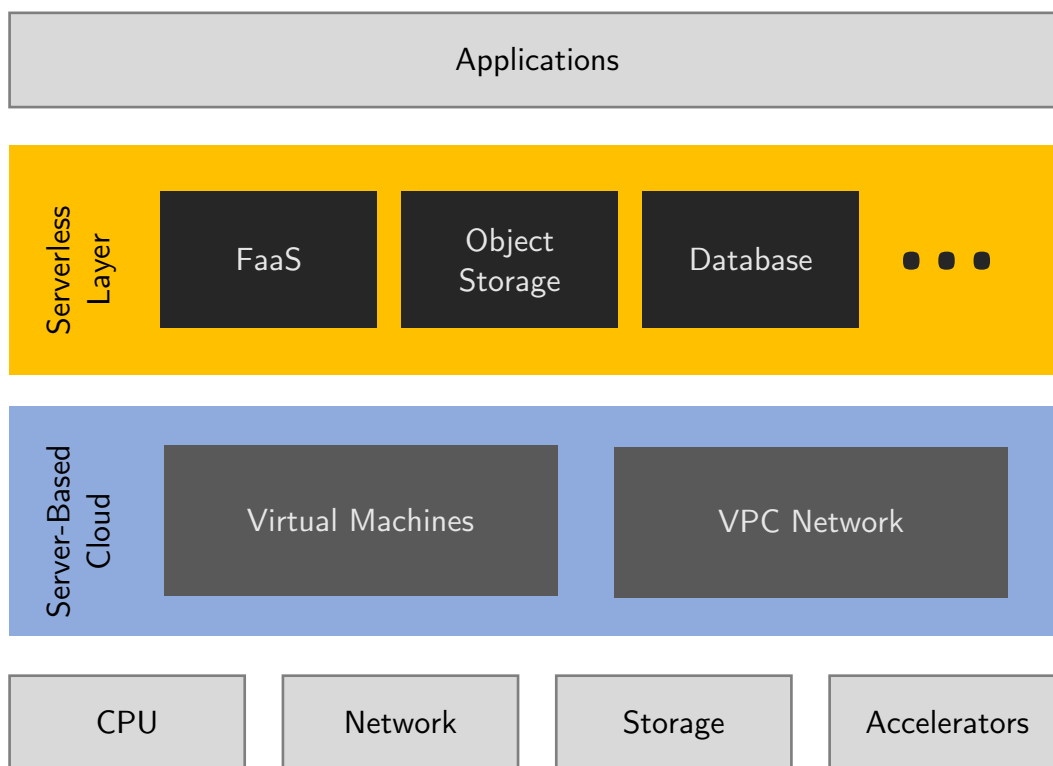 Applications
Serverless
Layer
FaaS
Object
Storage
Database
Server-Based
Cloud
Virtual Machines
VPC Network
CPU
Network
Storage
Accelerators